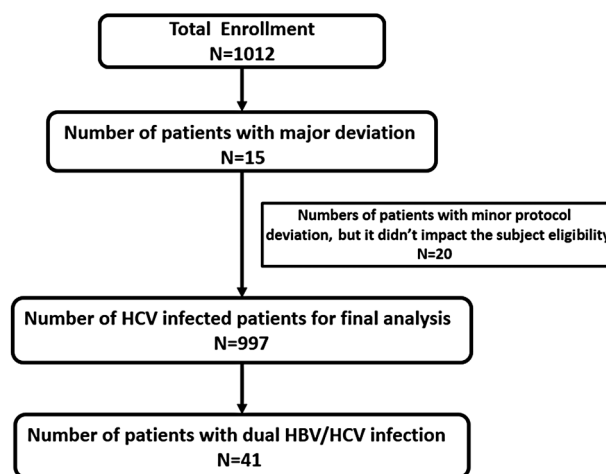 Total Enrollment
N=1012
Number of patients with major deviation
N=15
Numbers of patients with minor protocol
deviation, but it didn't impact the subject eligibility
N=20
Number of HCV infected patients for final analysis
N=997
Number of patients with dual HBV/HCV infection
N=41